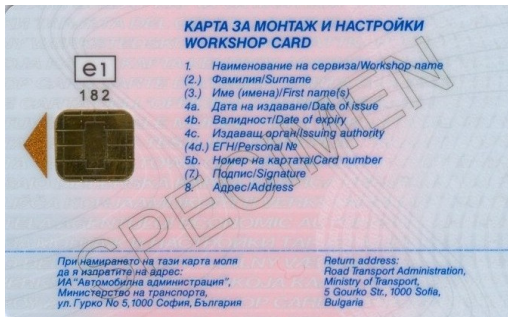 КАРТА ЗА МОНТАЖ И НАСТРОЙКИ
WORKSHOP CARD
e1
182
1. Наименование на сервиза/Workshop name
(2.) Фамилия/Surname
(3.) Име (имена)/First name(s)
4a. Дата на издаване/Date of issue
4b. Валидност/Date of expiry
4c. Издаващ орган/Issuing authority
(4d.) ЕГН/Personal №
5b. Номер на картата/Card number
(7.) Подпис/Signature
8. Адрес/Address
SPECIMEN
При намирането на тази карта моля
да я изпратите на адрес:
ИА "Автомобилна администрация",
Министерство на транспорта,
ул.Гурко No 5,1000 София, България
Return address:
Road Transport Administration,
Ministry of Transport,
5 Gourko Str., 1000 Sofia,
Bulgaria